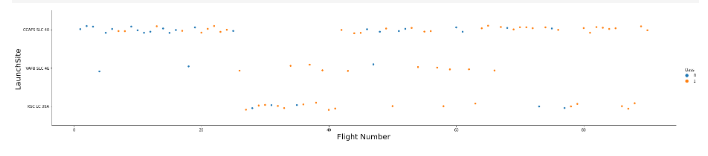 CCAFS SLC 40
VAFB SLC 4E
KSC LC 39A
LaunchSite
0
20
40
60
80
Flight Number
Class
0
1